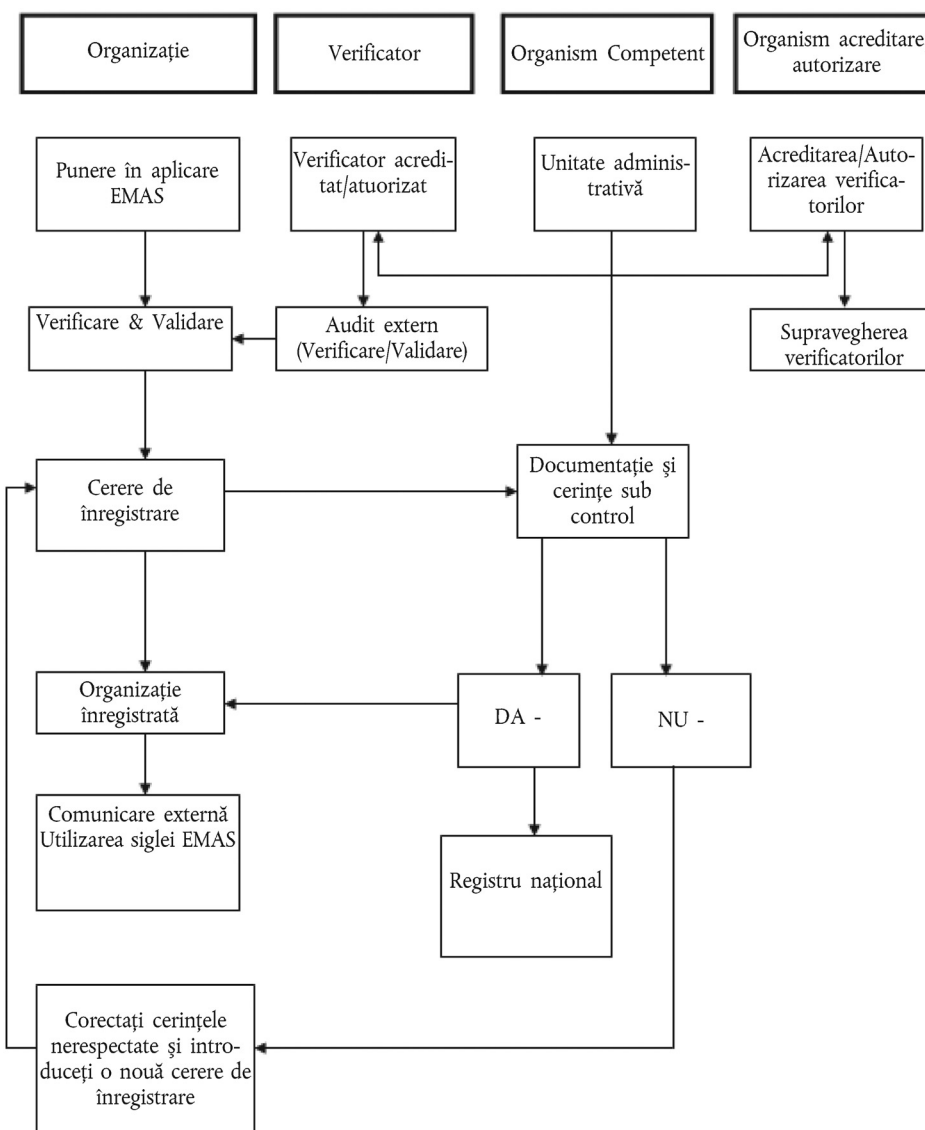 Organizație
Verificator
Organism Competent
Organism acreditare
autorizare
Punere în aplicare
EMAS
Verificator acredi-
tat/atuorizat
Unitate adminis-
trativă
Acreditarea/Auto-
rizarea verifica-
torilor
Verificare & Validare
Audit extern
(Verificare/Validare)
Supravegherea
verificatorilor
Cerere de
înregistrare
Documentație și
cerințe sub
control
Organizație
înregistrată
DA -
NU -
Comunicare externă
Utilizarea siglei EMAS
Registru național
Corectați cerințele
nerespectate și intro-
duceți o nouă cerere de
înregistrare